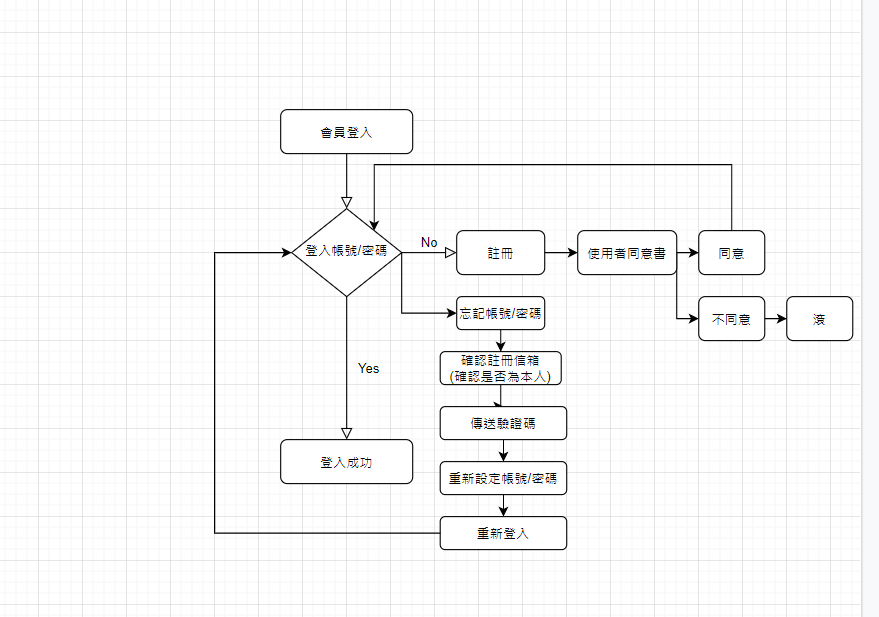 會員登入
登入帳號/密碼
No
註冊
使用者同意書
同意
忘記帳號/密碼
不同意
滾
確認註冊信箱
(確認是否為本人)
Yes
傳送驗證碼
登入成功
重新設定帳號/密碼
重新登入